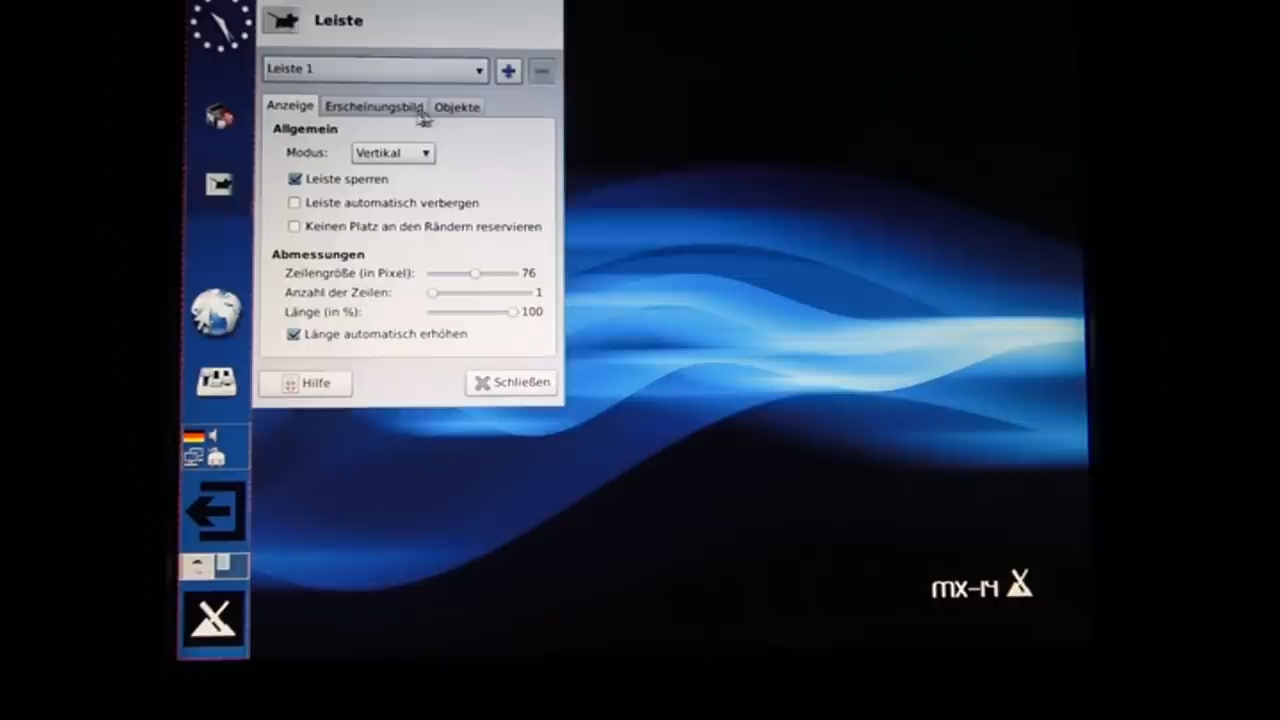 Leiste
Leiste 1
Anzeige Erscheinungsbild Objekte
Allgemein
Modus: Vertikal
Leiste sperren
Leiste automatisch verbergen
Keinen Platz an den Rändern reservieren
Abmessungen
Zeilengröße (in Pixel): 76
Anzahl der Zeilen: 1
Länge (in %): 100
Länge automatisch erhöhen
Hilfe Schließen
mx-14